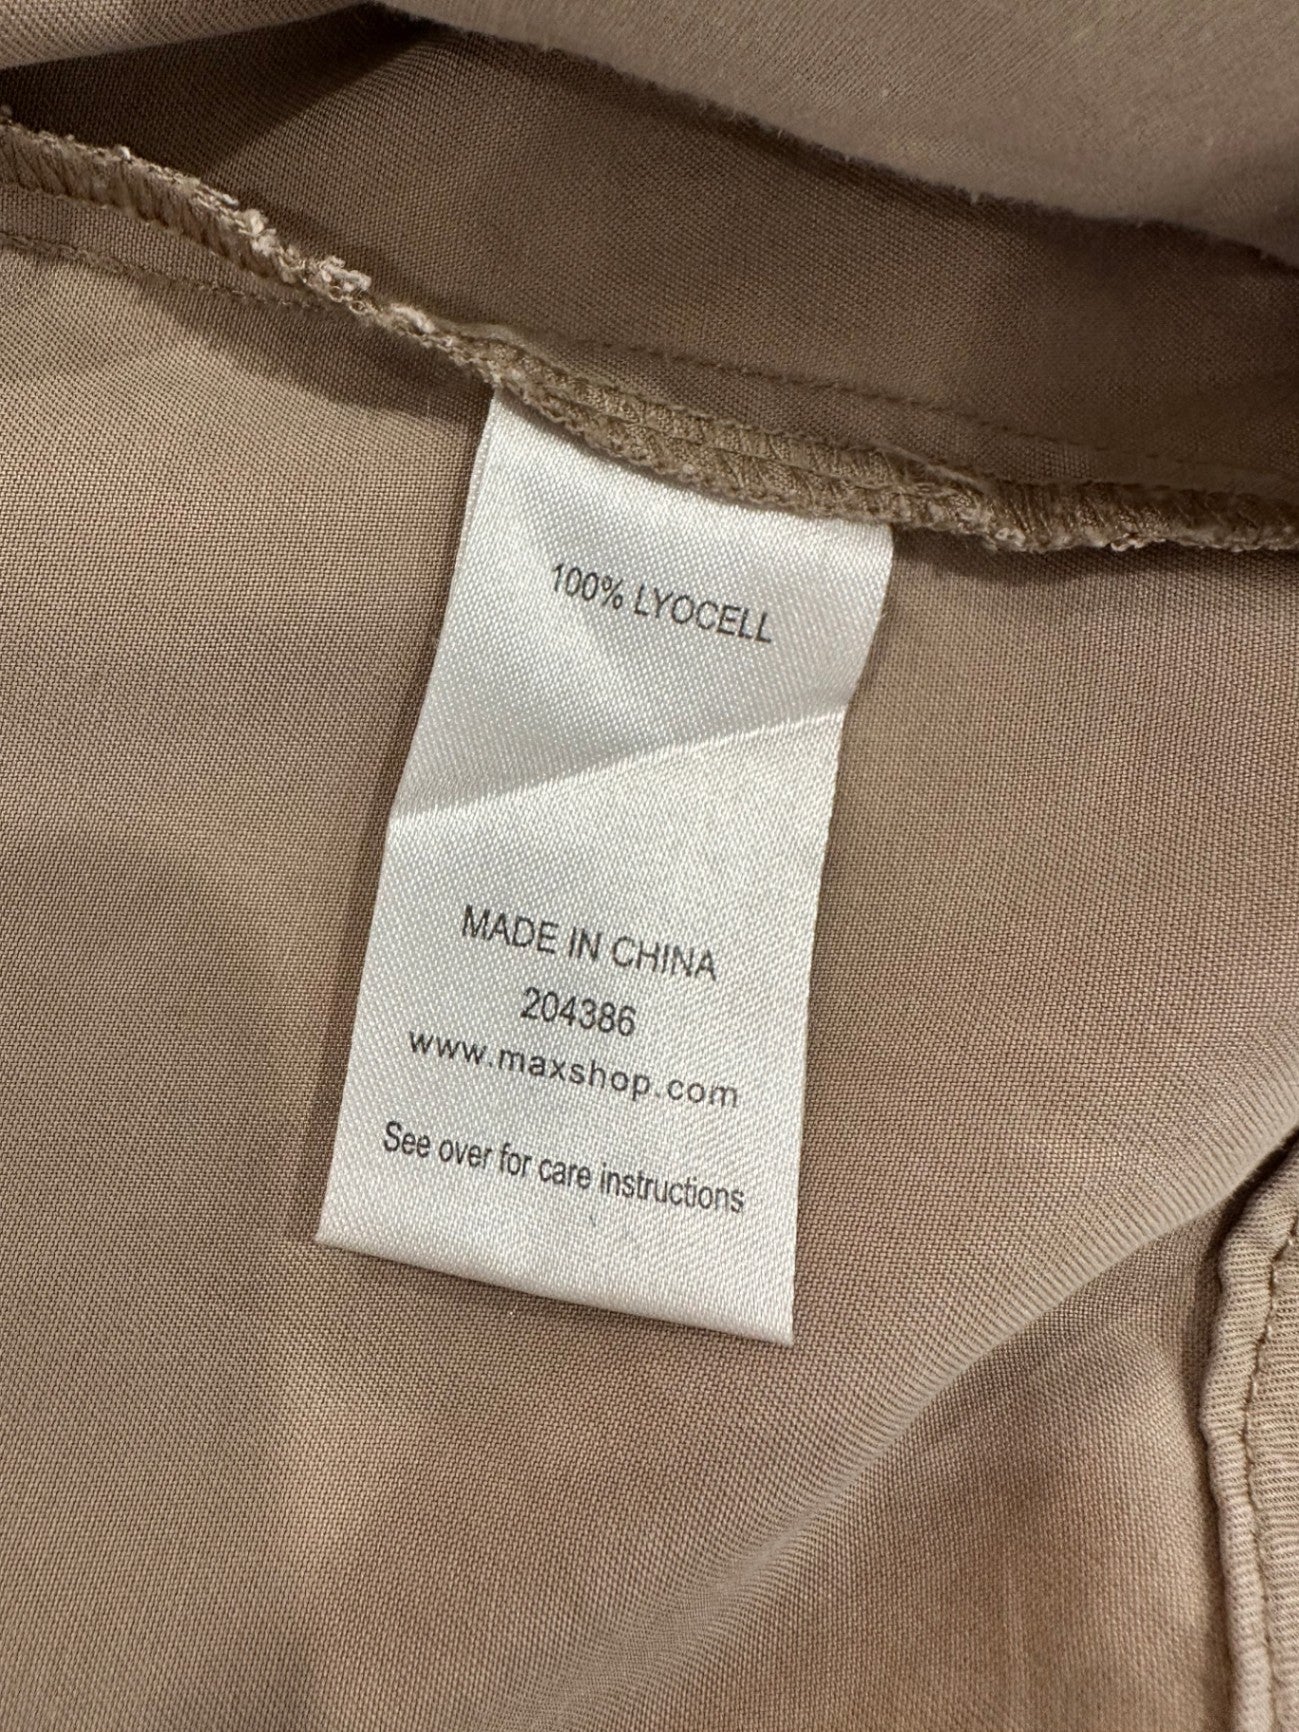 100% LYOCELL
MADE IN CHINA
204386
www.maxshop.com
See over for care instructions